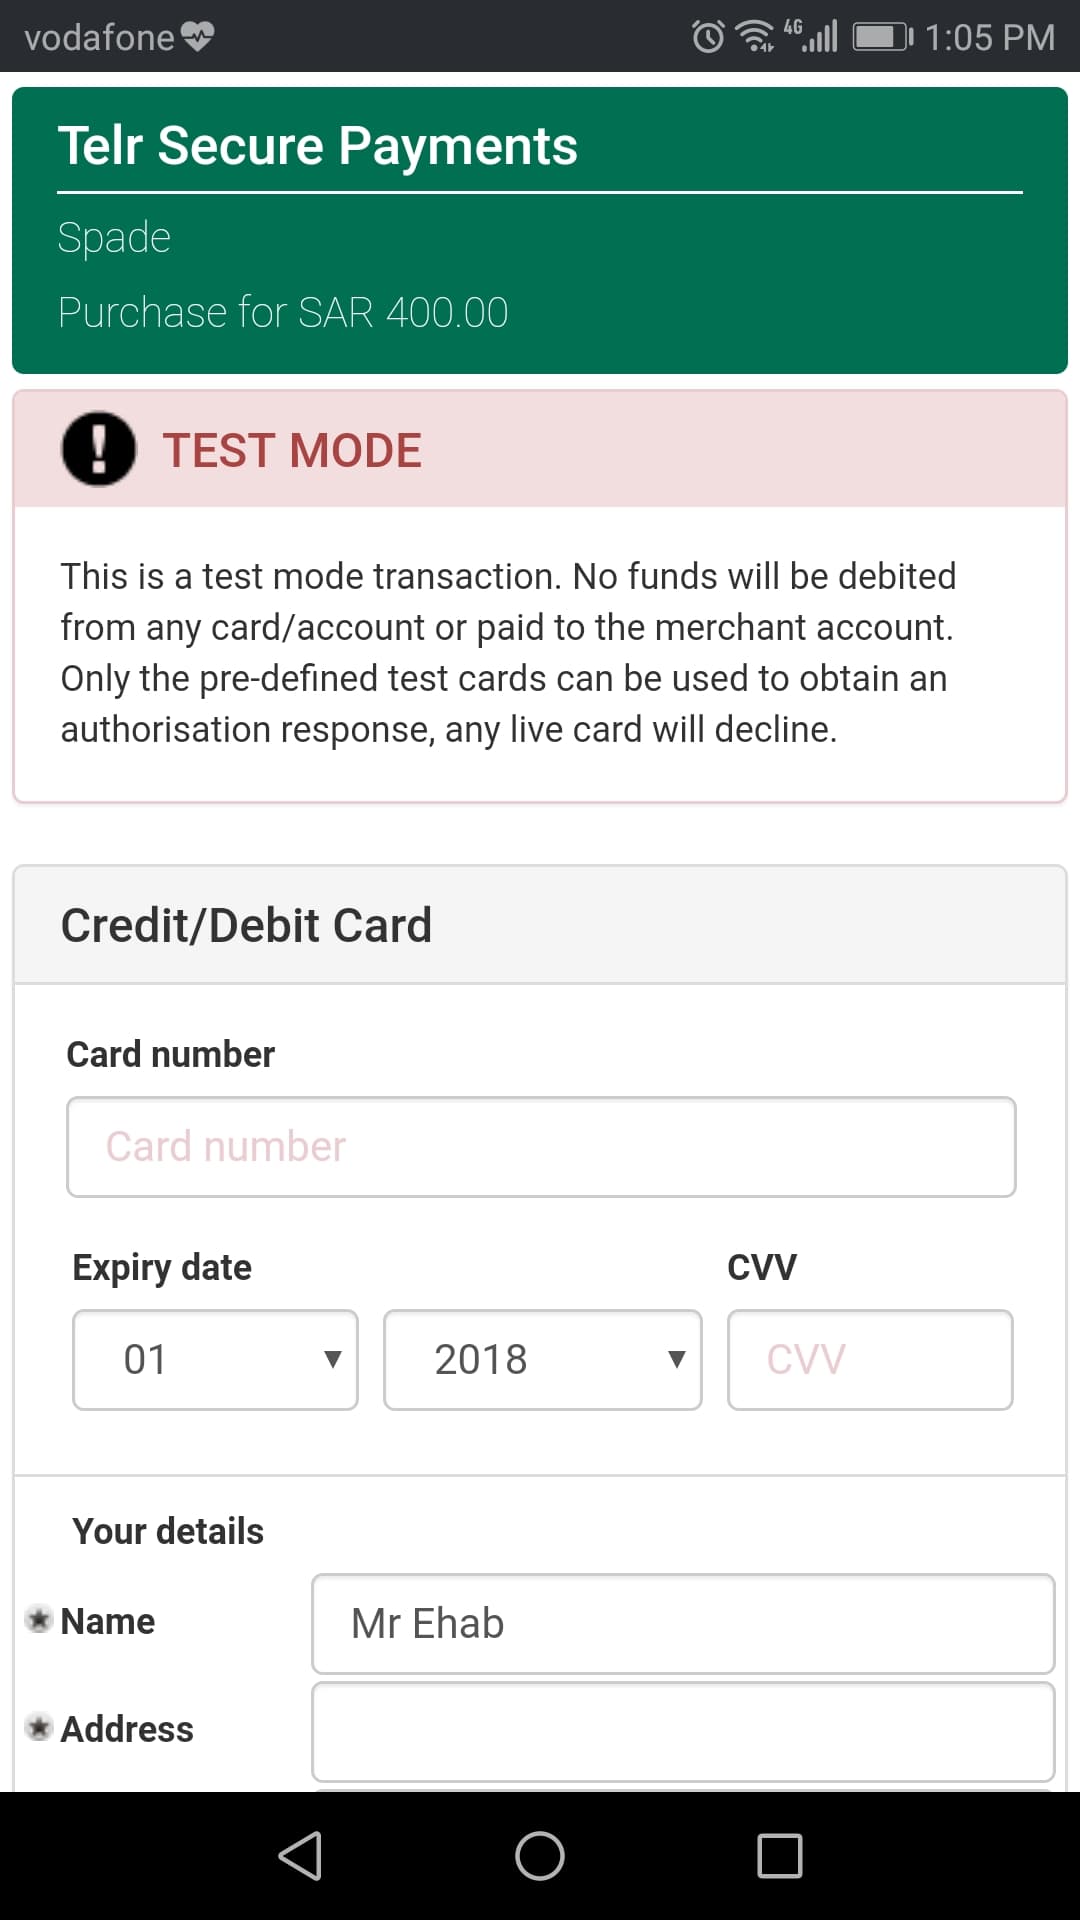 vodafone 4G 1:05 PM
Telr Secure Payments
Spade
Purchase for SAR 400.00
TEST MODE
This is a test mode transaction. No funds will be debited
from any card/account or paid to the merchant account.
Only the pre-defined test cards can be used to obtain an
authorisation response, any live card will decline.
Credit/Debit Card
Card number
Card number
Expiry date CVV
01 2018 CVV
Your details
Name Mr Ehab
Address